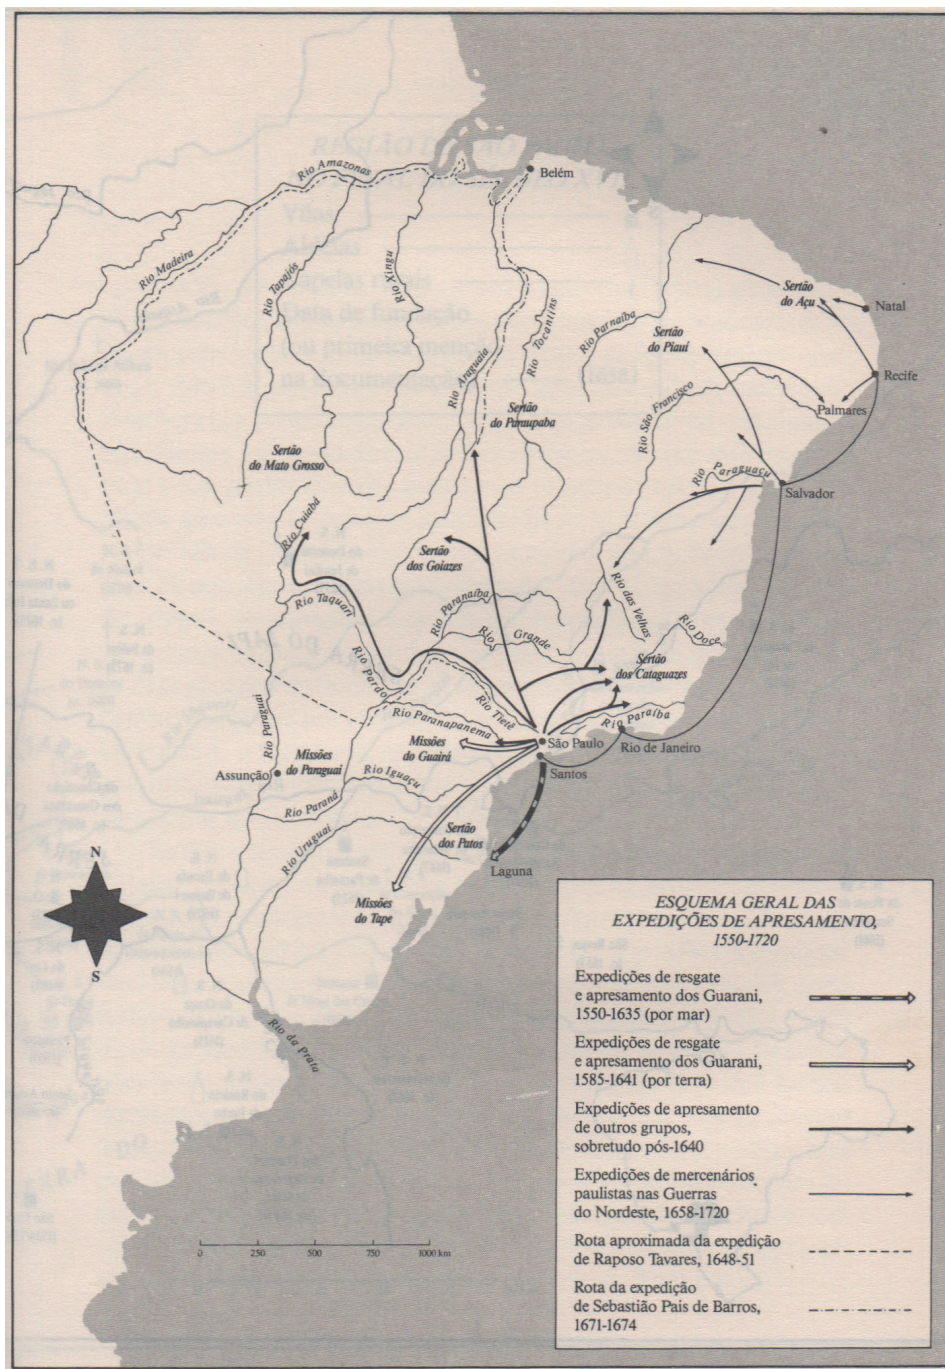 Rio Amazonas
Belém
Rio Madeira
Rio Tapajós
Rio Xingu
Rio Araguaia
Rio Tocantins
Rio Parnaíba
Sertão
do Açu
Natal
Sertão
do Piauí
Recife
Palmares
Rio São Francisco
Sertão
do Paraupaba
Sertão
do Mato Grosso
Rio Paraguaçu
Salvador
Rio Cuiabá
Sertão
dos Goiazes
Rio Taquari
Rio Paranaíba
Rio das Velhas
Rio Grande
Rio Doce
Rio Pardo
Sertão
dos Cataguazes
Rio Tietê
Rio Paraguai
Rio Paranapanema
Rio Paraíba
São Paulo
Rio de Janeiro
Missões
do Guairá
Missões
do Paraguai
Assunção
Santos
Rio Iguaçu
Rio Paraná
Rio Uruguai
Sertão
dos Patos
Laguna
Missões
do Tape
N
S
Rio da Prata
0 250 500 750 1000 km
ESQUEMA GERAL DAS
EXPEDIÇÕES DE APRESAMENTO,
1550-1720
Expedições de resgate
e apresamento dos Guarani,
1550-1635 (por mar)
Expedições de resgate
e apresamento dos Guarani,
1585-1641 (por terra)
Expedições de apresamento
de outros grupos,
sobretudo pós-1640
Expedições de mercenários
paulistas nas Guerras
do Nordeste, 1658-1720
Rota aproximada da expedição
de Raposo Tavares, 1648-51
Rota da expedição
de Sebastião Pais de Barros,
1671-1674